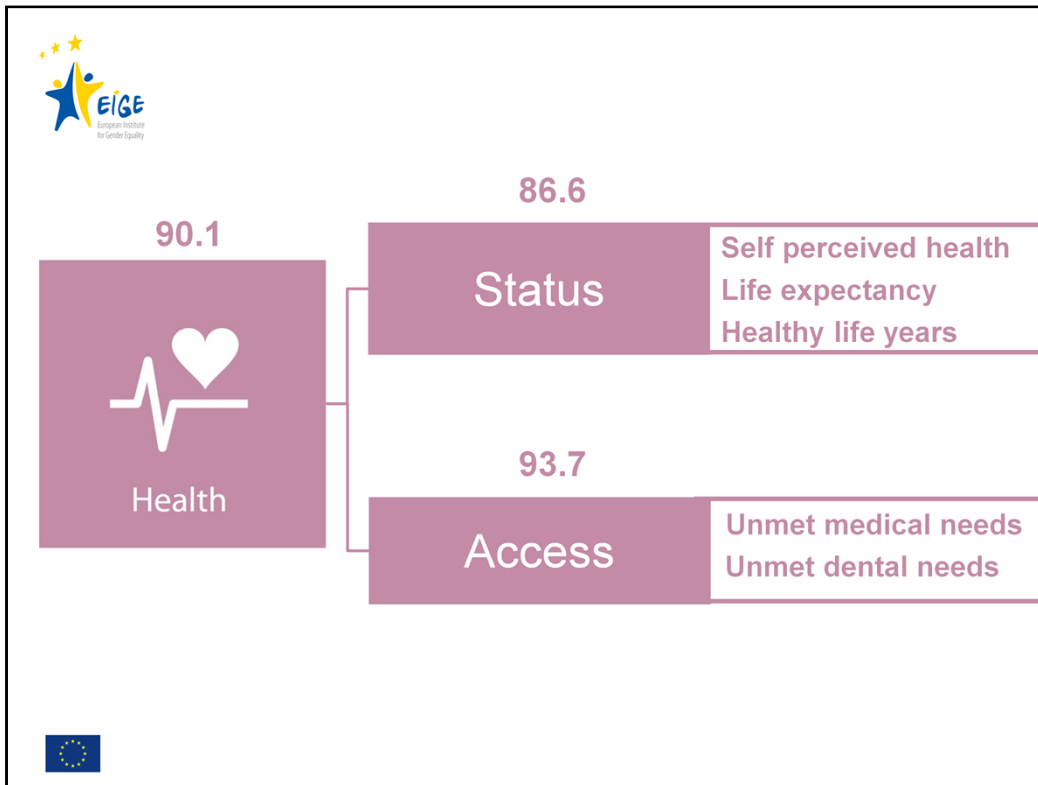 EIGE
European Institute
for Gender Equality
90.1
Health
86.6
Status
Self perceived health
Life expectancy
Healthy life years
93.7
Access
Unmet medical needs
Unmet dental needs